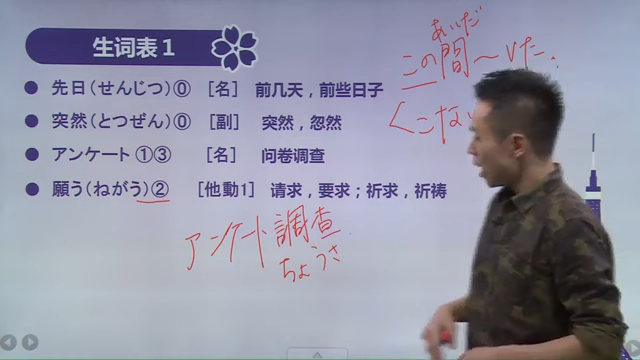 生词表1
先日(せんじつ)⓪ [名] 前几天,前些日子
突然(とつぜん)⓪ [副] 突然,忽然
アンケート ①③ [名] 问卷调查
願う(ねがう)② [他動1] 请求,要求;祈求,祈祷
あいだ
この間~Vた
くこな
アンケート調査
ちょうさ